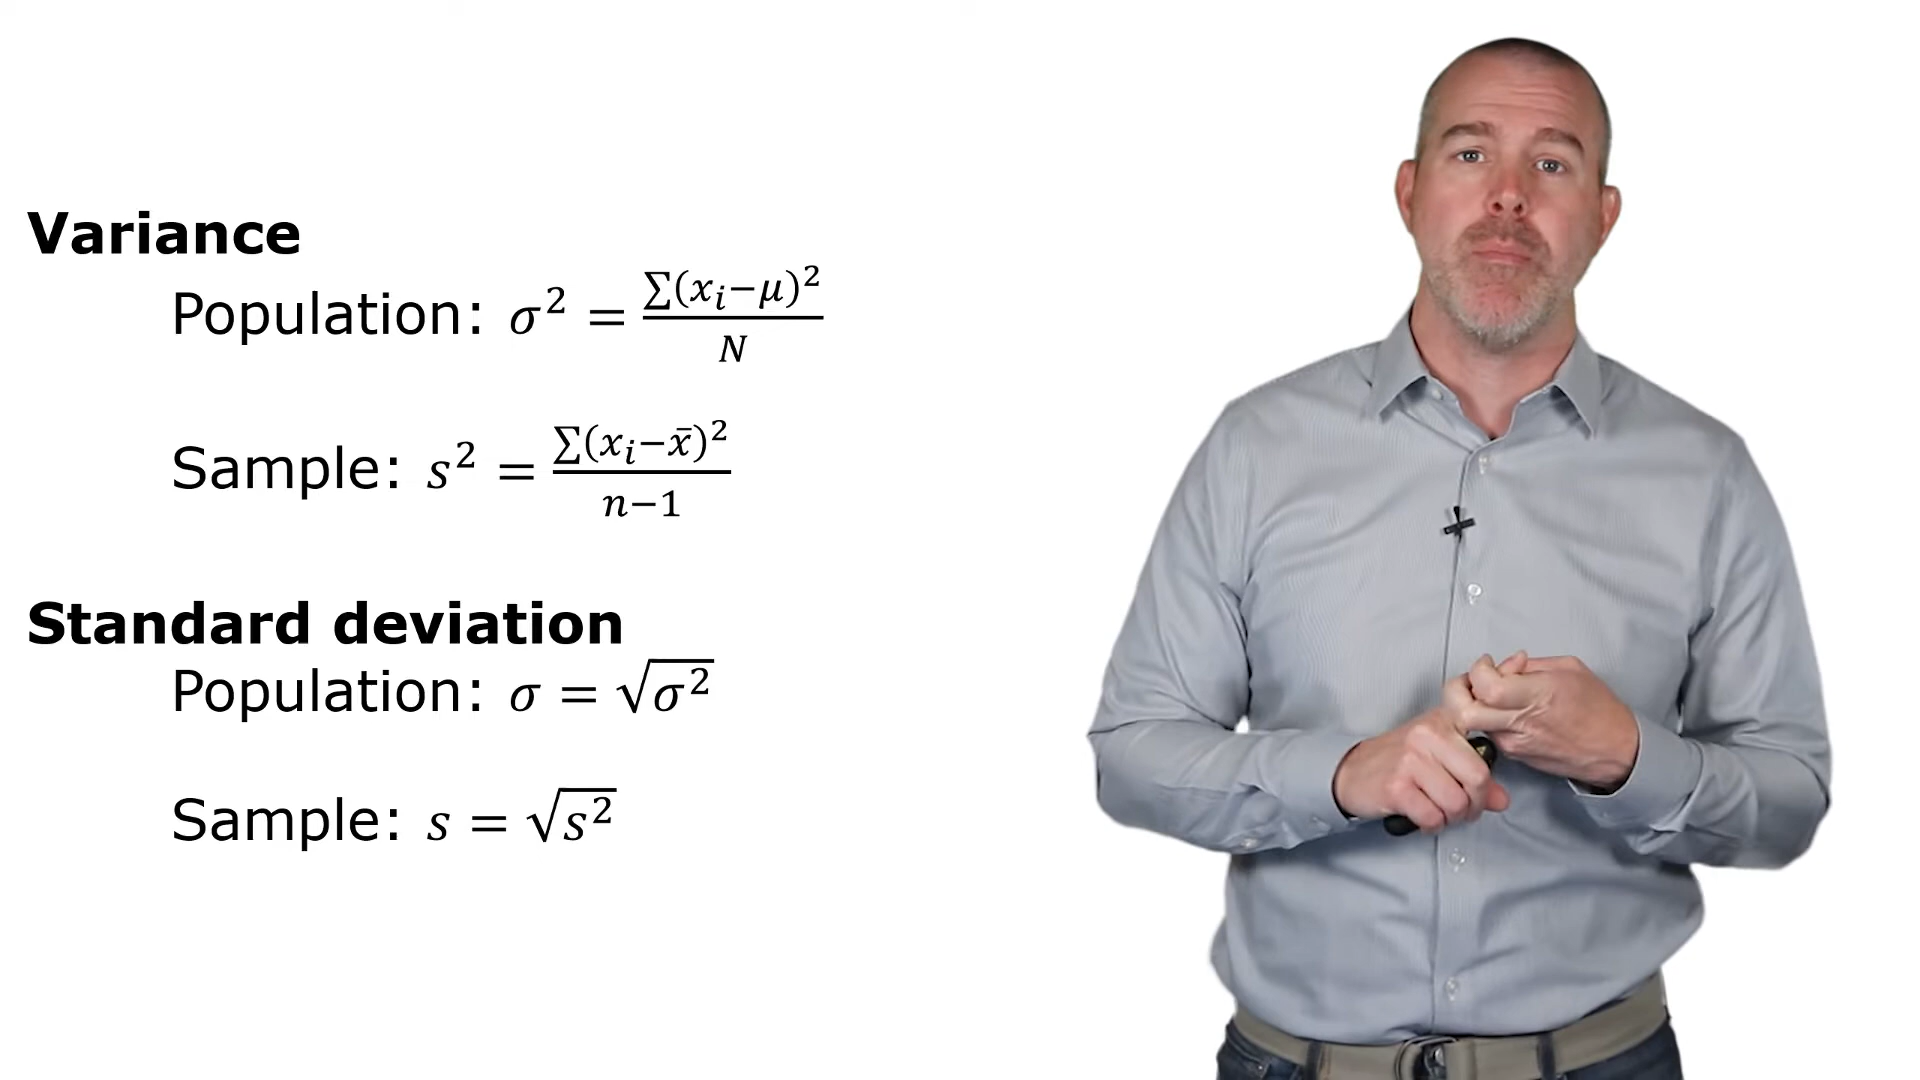 Variance
Population: σ² = ∑(xᵢ−μ)² / N
Sample: s² = ∑(xᵢ−x̄)² / n−1
Standard deviation
Population: σ = √σ²
Sample: s = √s²